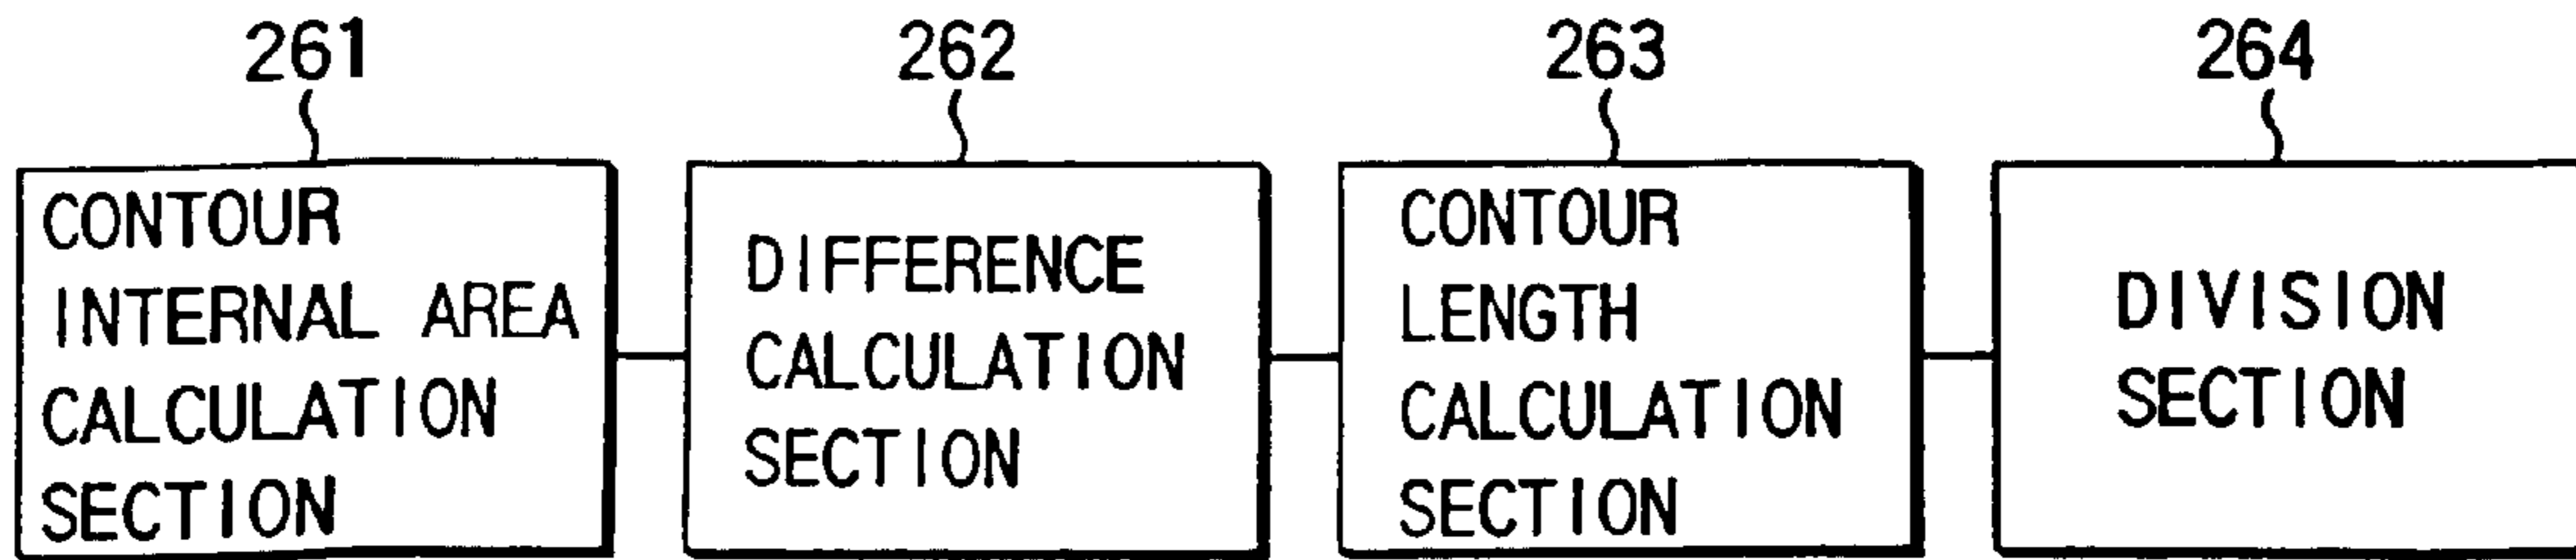 261
262
263
264
CONTOUR
INTERNAL AREA
CALCULATION
SECTION
DIFFERENCE
CALCULATION
SECTION
CONTOUR
LENGTH
CALCULATION
SECTION
DIVISION
SECTION